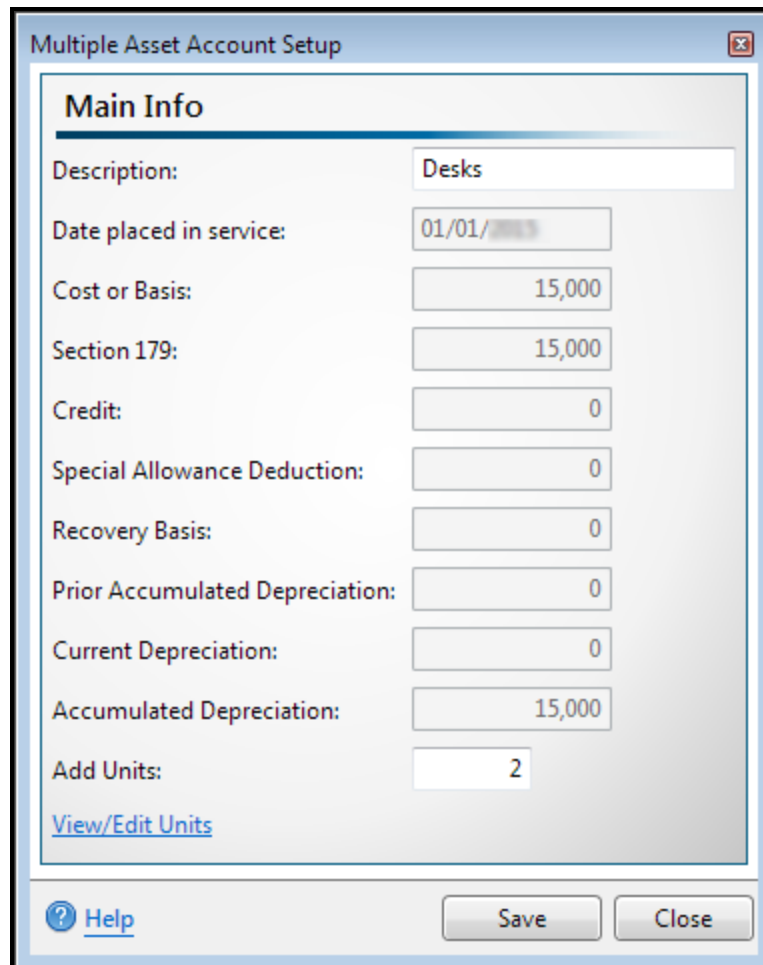 Multiple Asset Account Setup
Main Info
Description: Desks
Date placed in service: 01/01/
Cost or Basis: 15,000
Section 179: 15,000
Credit: 0
Special Allowance Deduction: 0
Recovery Basis: 0
Prior Accumulated Depreciation: 0
Current Depreciation: 0
Accumulated Depreciation: 15,000
Add Units: 2
View/Edit Units
? Help Save Close